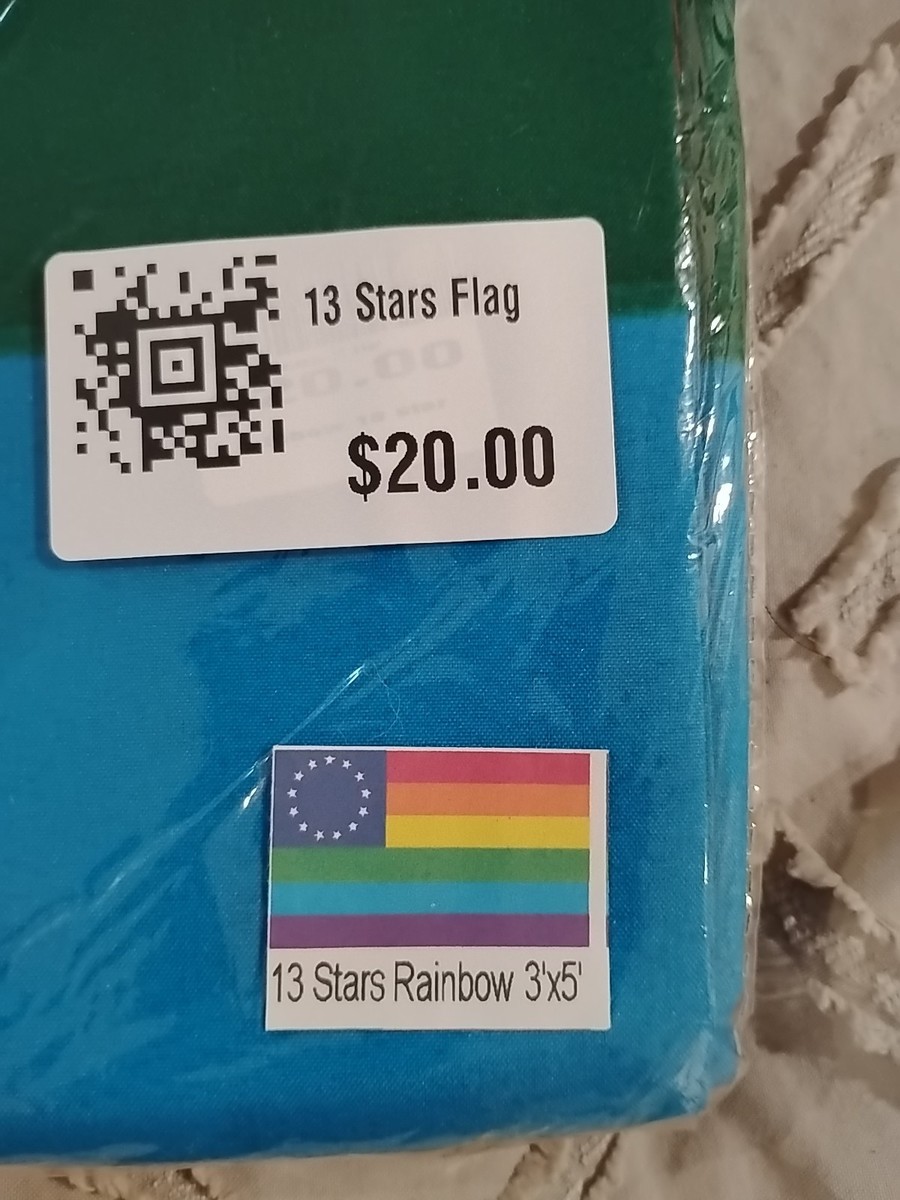 13 Stars Flag
$20.00
13 Stars Rainbow 3'x5'